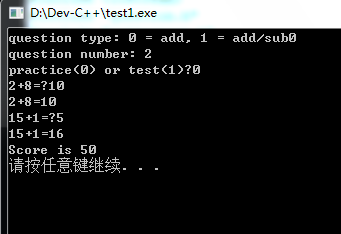 D:\Dev-C++\test1.exe
question type: 0 = add, 1 = add/sub0
question number: 2
practice(0) or test(1)?0
2+8=?10
2+8=10
15+1=?5
15+1=16
Score is 50
请按任意键继续. . .